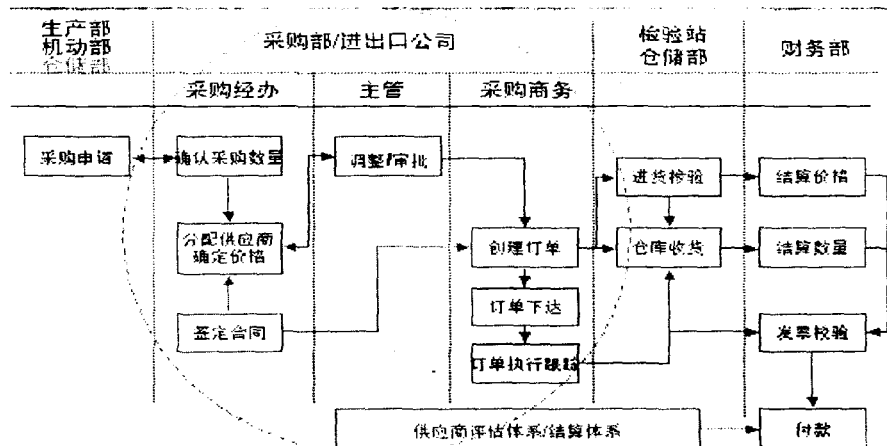 生产部
机动部
仓储部
采购部/进出口公司
检验站
仓储部
财务部
采购经办
主管
采购商务
采购申请
确认采购数量
调整/审批
进货检验
结算价格
分配供应商
确定价格
创建订单
仓库收货
结算数量
订单下达
签定合同
发票校验
订单执行跟踪
供应商评估体系/结算体系
付款